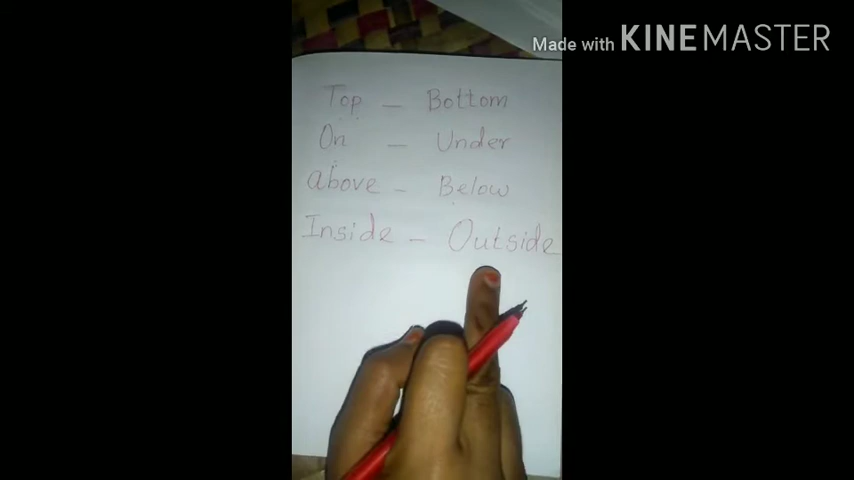 Made with KINEMASTER
Top - Bottom
On - Under
above - Below
Inside - Outside